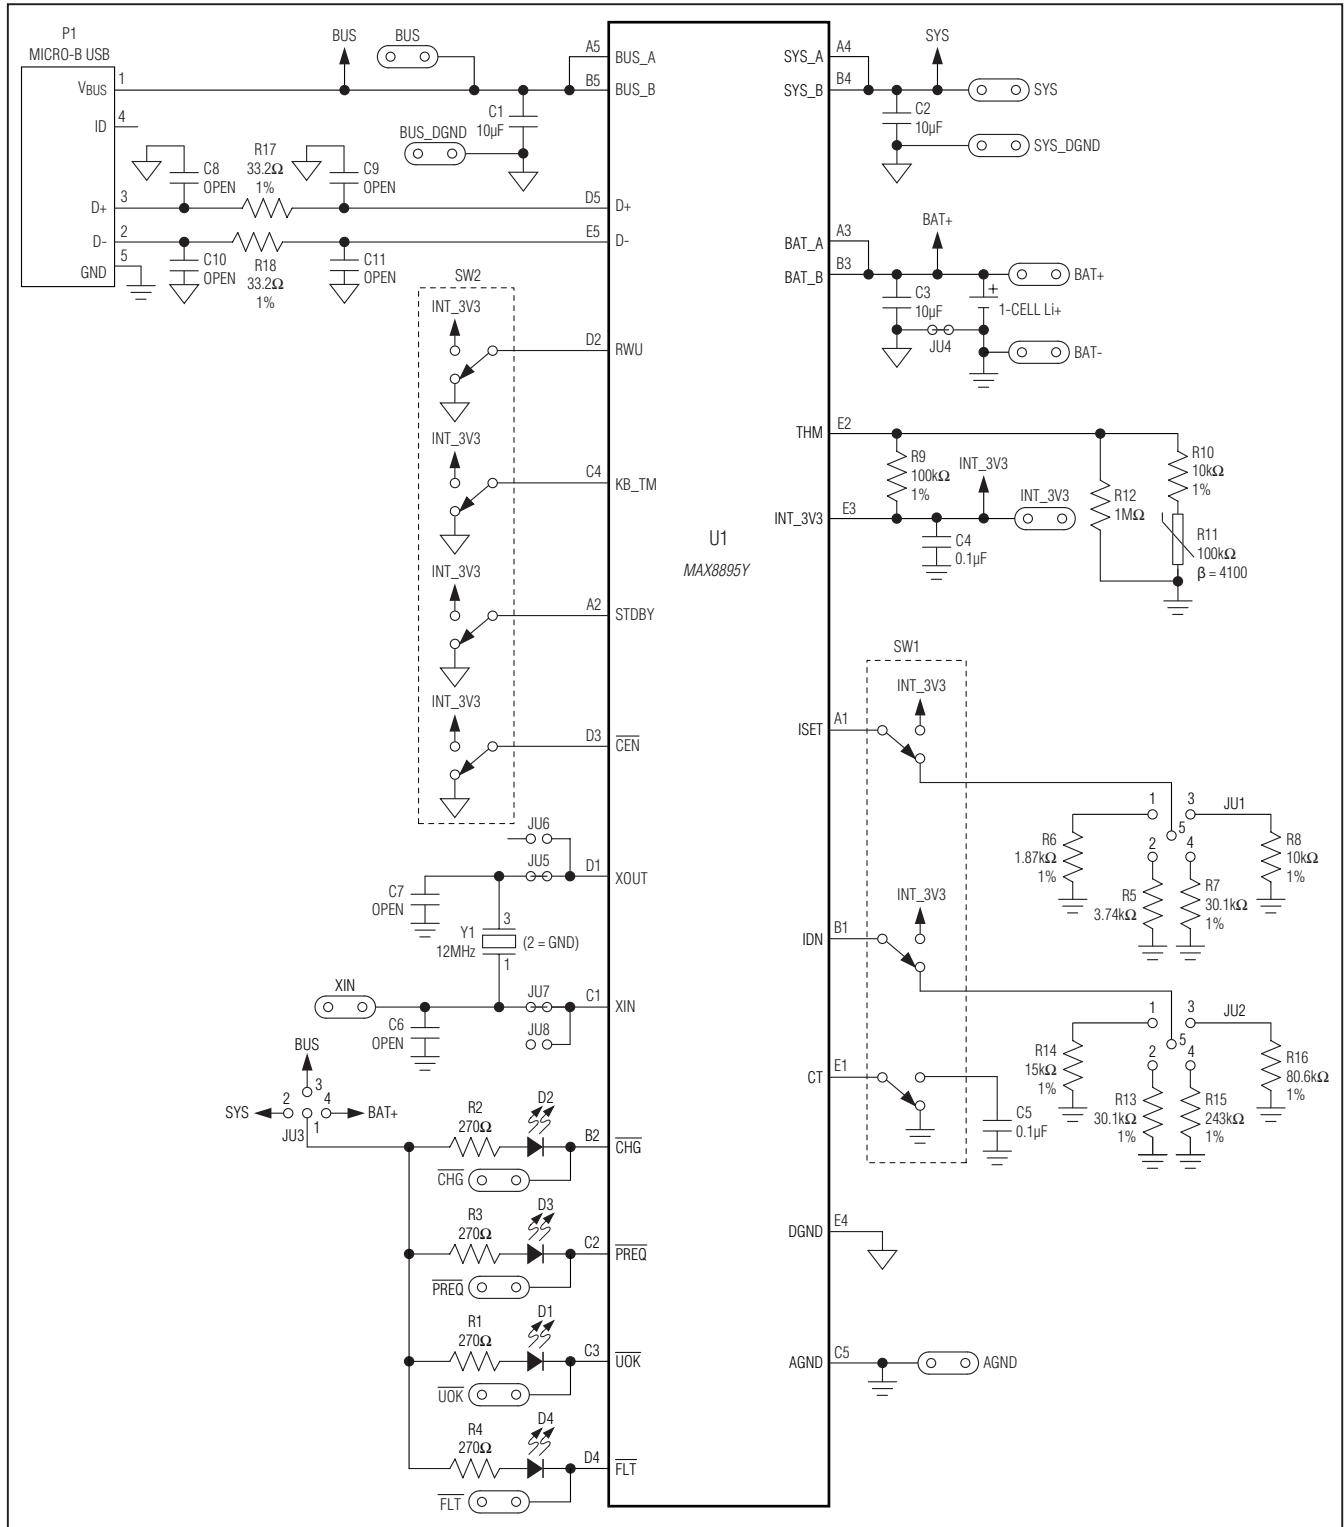 P1
MICRO-B USB
VBUS
1
ID
4
D+
3
D-
2
GND
5
BUS
BUS
C1
10µF
BUS_DGND
C8
OPEN
R17
33.2Ω
1%
C9
OPEN
C10
OPEN
R18
33.2Ω
1%
C11
OPEN
A5
BUS_A
B5
BUS_B
D5
D+
E5
D-
SW2
INT_3V3
D2
RWU
INT_3V3
C4
KB_TM
INT_3V3
A2
STDBY
INT_3V3
D3
CEN
JU6
JU5
D1
XOUT
C7
OPEN
3
Y1
12MHz
(2 = GND)
1
XIN
JU7
C1
XIN
C6
OPEN
JU8
BUS
3
SYS
2
4
BAT+
JU3
1
R2
270Ω
D2
B2
CHG
CHG
R3
270Ω
D3
C2
PREQ
PREQ
R1
270Ω
D1
C3
UOK
UOK
R4
270Ω
D4
D4
FLT
FLT
U1
MAX8895Y
SYS_A
A4
SYS_B
B4
SYS
C2
10µF
SYS
SYS_DGND
BAT_A
A3
BAT_B
B3
BAT+
C3
10µF
+
1-CELL Li+
BAT+
JU4
BAT-
THM
E2
R9
100kΩ
1%
INT_3V3
INT_3V3
INT_3V3
E3
C4
0.1µF
R12
1MΩ
R10
10kΩ
1%
R11
100kΩ
β = 4100
SW1
INT_3V3
ISET
A1
1
3
JU1
5
2
4
R6
1.87kΩ
1%
R5
3.74kΩ
R7
30.1kΩ
1%
R8
10kΩ
1%
INT_3V3
IDN
B1
1
3
JU2
5
2
4
R14
15kΩ
1%
R13
30.1kΩ
1%
R15
243kΩ
1%
R16
80.6kΩ
1%
CT
E1
C5
0.1µF
DGND
E4
AGND
C5
AGND